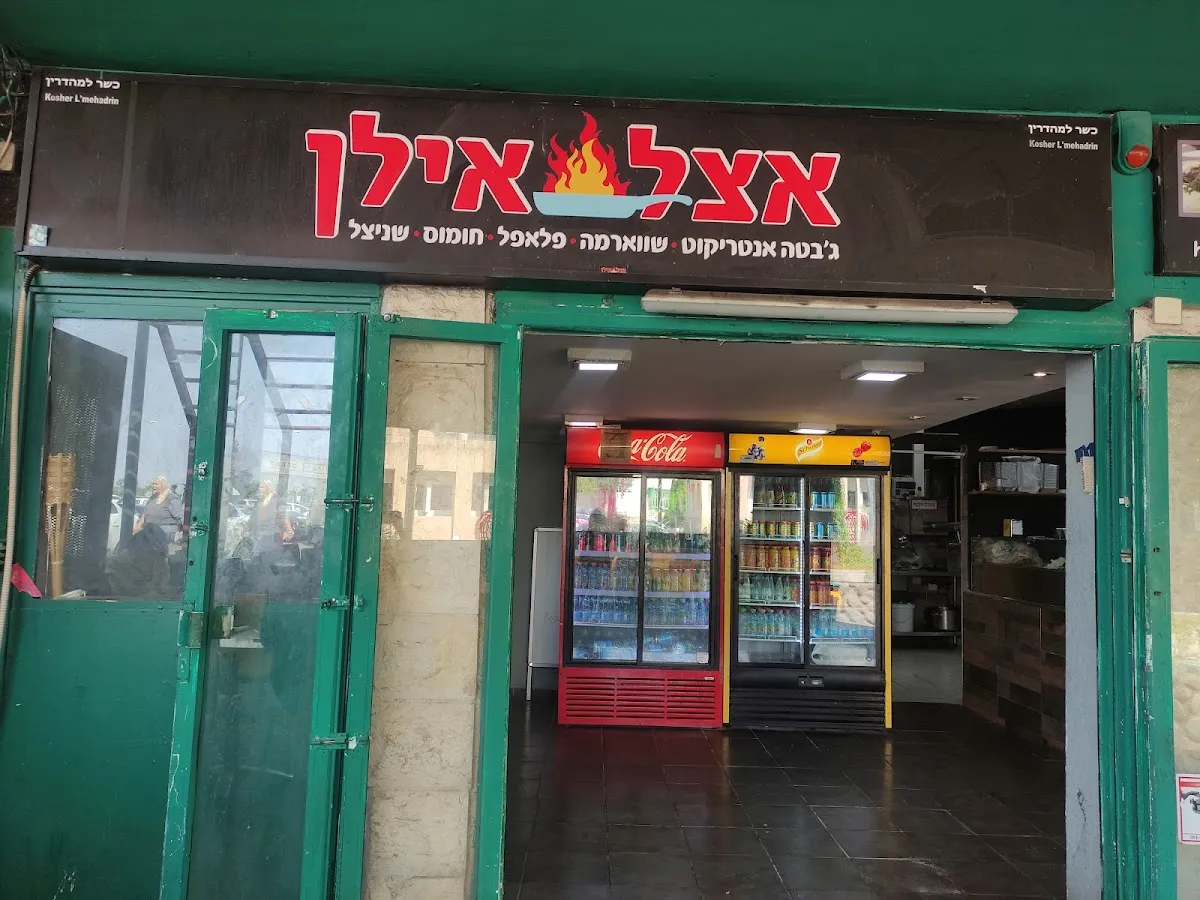 כשר למהדרין
Kosher L'mehadrin
כשר למהדרין
Kosher L'mehadrin
אצל אילן
ג'בטה אנטריקוט • שווארמה • פלאפל • חומוס • שניצל
Coca-Cola